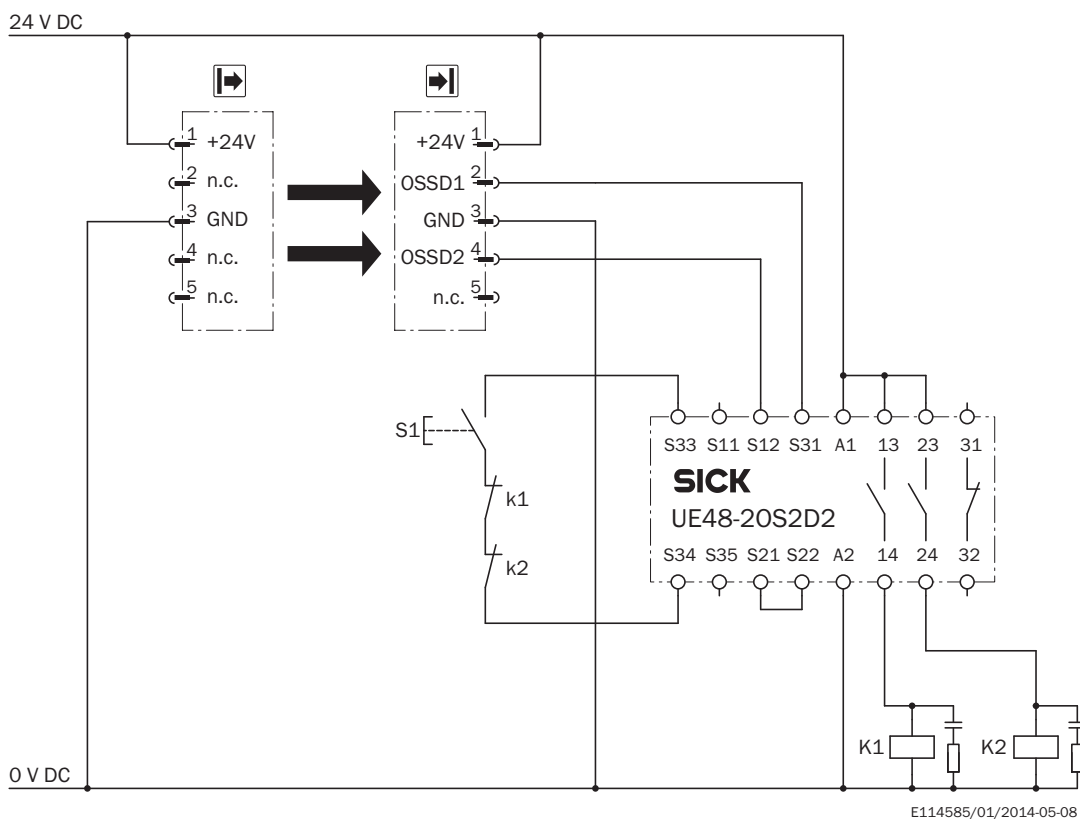 24 V DC
1 +24V
2 n.c.
3 GND
4 n.c.
5 n.c.
+24V 1
OSSD1 2
GND 3
OSSD2 4
n.c. 5
S1
k1
k2
S33 S11 S12 S31 A1 13 23 31
SICK
UE48-2OS2D2
S34 S35 S21 S22 A2 14 24 32
K1
K2
0 V DC
E114585/01/2014-05-08